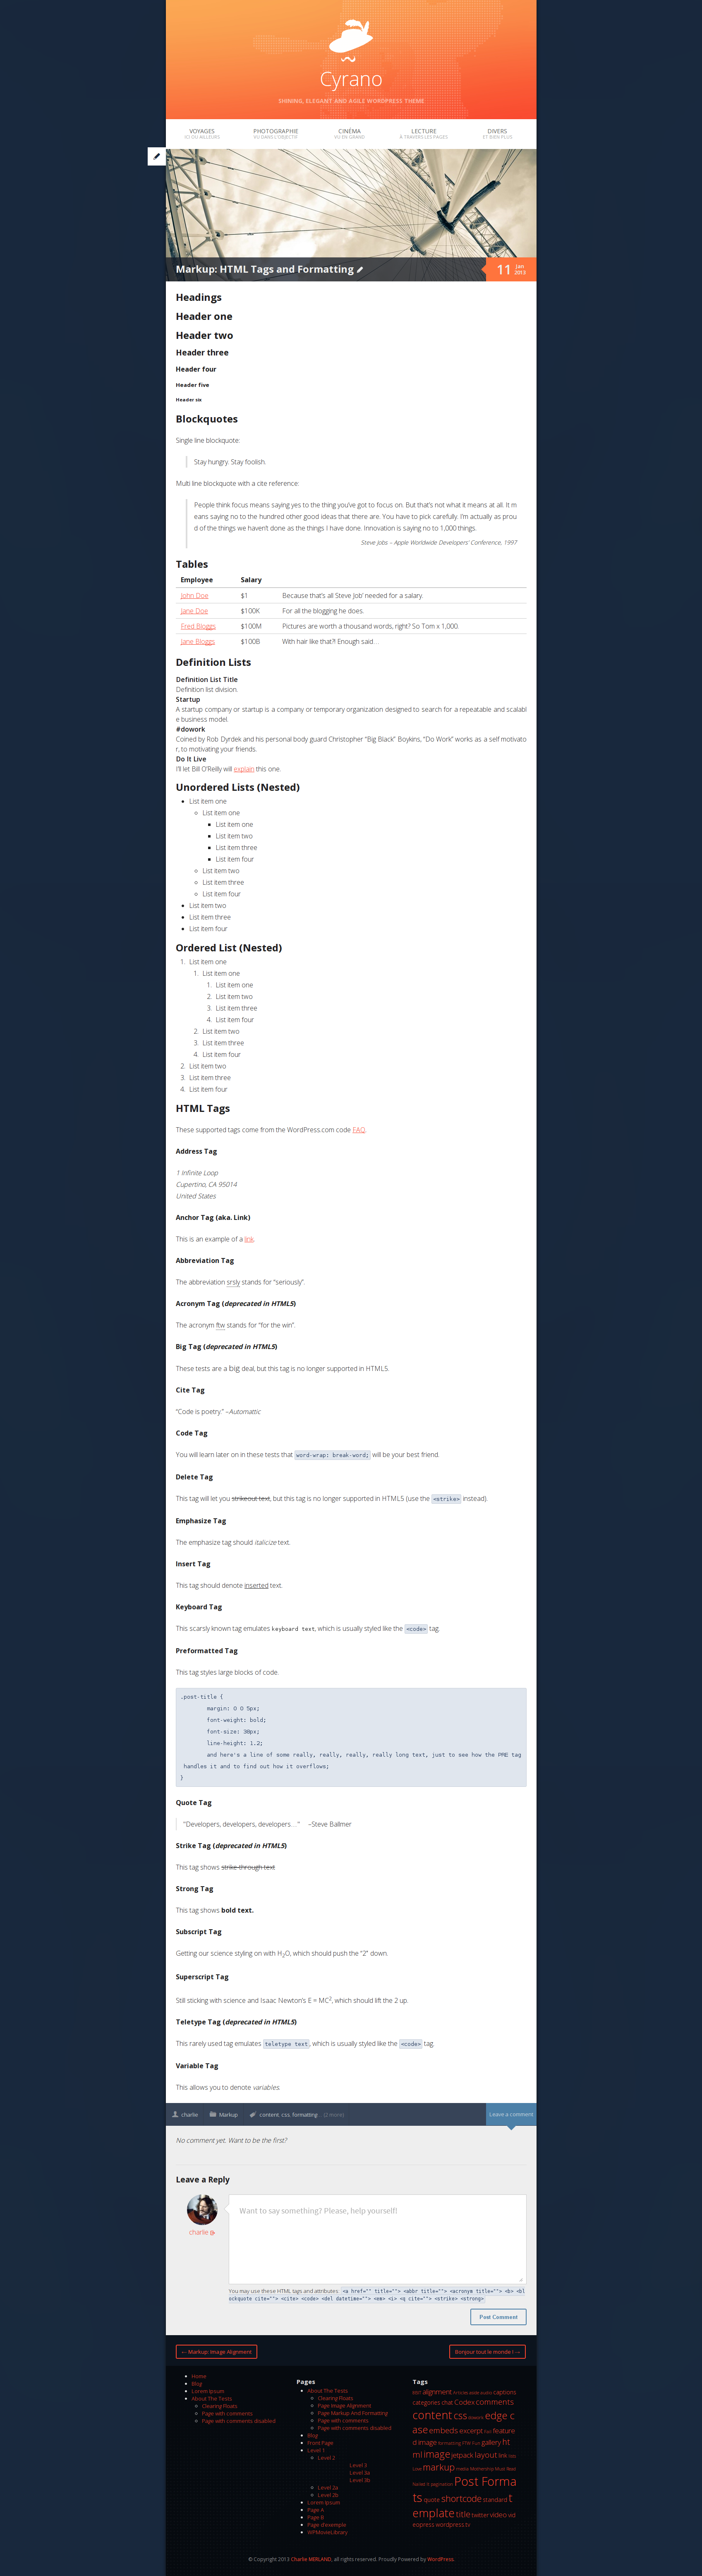 Cyrano
SHINING, ELEGANT AND AGILE WORDPRESS THEME
VOYAGES
ICI OU AILLEURS
PHOTOGRAPHIE
VU DANS L'OBJECTIF
CINÉMA
VU EN GRAND
LECTURE
À TRAVERS LES PAGES
DIVERS
ET BIEN PLUS
Markup: HTML Tags and Formatting
11 Jan 2013
Headings
Header one
Header two
Header three
Header four
Header five
Header six
Blockquotes
Single line blockquote:
Stay hungry. Stay foolish.
Multi line blockquote with a cite reference:
People think focus means saying yes to the thing you've got to focus on. But that's not what it means at all. It m
eans saying no to the hundred other good ideas that there are. You have to pick carefully. I'm actually as prou
d of the things we haven't done as the things I have done. Innovation is saying no to 1,000 things.
Steve Jobs – Apple Worldwide Developers' Conference, 1997
Tables
Employee Salary
John Doe $1 Because that's all Steve Job' needed for a salary.
Jane Doe $100K For all the blogging he does.
Fred Bloggs $100M Pictures are worth a thousand words, right? So Tom x 1,000.
Jane Bloggs $100B With hair like that?! Enough said…
Definition Lists
Definition List Title
Definition list division.
Startup
A startup company or startup is a company or temporary organization designed to search for a repeatable and scalabl
e business model.
#dowork
Coined by Rob Dyrdek and his personal body guard Christopher "Big Black" Boykins, "Do Work" works as a self motivato
r, to motivating your friends.
Do It Live
I'll let Bill O'Reilly will explain this one.
Unordered Lists (Nested)
List item one
List item one
List item one
List item two
List item three
List item four
List item two
List item three
List item four
List item two
List item three
List item four
Ordered List (Nested)
1. List item one
1. List item one
1. List item one
2. List item two
3. List item three
4. List item four
2. List item two
3. List item three
4. List item four
2. List item two
3. List item three
4. List item four
HTML Tags
These supported tags come from the WordPress.com code FAQ.
Address Tag
1 Infinite Loop
Cupertino, CA 95014
United States
Anchor Tag (aka. Link)
This is an example of a link.
Abbreviation Tag
The abbreviation srsly stands for "seriously".
Acronym Tag (deprecated in HTML5)
The acronym ftw stands for "for the win".
Big Tag (deprecated in HTML5)
These tests are a big deal, but this tag is no longer supported in HTML5.
Cite Tag
"Code is poetry." –Automattic
Code Tag
You will learn later on in these tests that word-wrap: break-word; will be your best friend.
Delete Tag
This tag will let you strikeout text, but this tag is no longer supported in HTML5 (use the <strike> instead).
Emphasize Tag
The emphasize tag should italicize text.
Insert Tag
This tag should denote inserted text.
Keyboard Tag
This scarsly known tag emulates keyboard text, which is usually styled like the <code> tag.
Preformatted Tag
This tag styles large blocks of code.
.post-title {
margin: 0 0 5px;
font-weight: bold;
font-size: 38px;
line-height: 1.2;
and here's a line of some really, really, really, really long text, just to see how the PRE tag
handles it and to find out how it overflows;
}
Quote Tag
"Developers, developers, developers…" –Steve Ballmer
Strike Tag (deprecated in HTML5)
This tag shows strike-through text
Strong Tag
This tag shows bold text.
Subscript Tag
Getting our science styling on with H2O, which should push the "2" down.
Superscript Tag
Still sticking with science and Isaac Newton's E = MC2, which should lift the 2 up.
Teletype Tag (deprecated in HTML5)
This rarely used tag emulates teletype text, which is usually styled like the <code> tag.
Variable Tag
This allows you to denote variables.
charlie Markup content, css, formatting (2 more) Leave a comment
No comment yet. Want to be the first?
Leave a Reply
Want to say something? Please, help yourself!
charlie
You may use these HTML tags and attributes: <a href="" title=""> <abbr title=""> <acronym title=""> <b> <bl
ockquote cite=""> <cite> <code> <del datetime=""> <em> <i> <q cite=""> <strike> <strong>
Post Comment
← Markup: Image Alignment
Bonjour tout le monde ! →
Home
Blog
Lorem Ipsum
About The Tests
Clearing Floats
Page with comments
Page with comments disabled
Pages
About The Tests
Clearing Floats
Page Image Alignment
Page Markup And Formatting
Page with comments
Page with comments disabled
Blog
Front Page
Level 1
Level 2
Level 3
Level 3a
Level 3b
Level 2a
Level 2b
Lorem Ipsum
Page A
Page B
Page d'exemple
WPMovieLibrary
Tags
8BIT alignment Articles aside audio captions
categories chat Codex comments
content css dowork edge c
ase embeds excerpt Fail feature
d image formatting FTW Fun gallery ht
ml image jetpack layout link
Love markup media Mothership Must Read
Nailed It pagination Post Forma
ts quote shortcode standard t
emplate title twitter video vid
eopress wordpress.tv
© Copyright 2013 Charlie MERLAND, all rights reserved. Proudly Powered by WordPress.